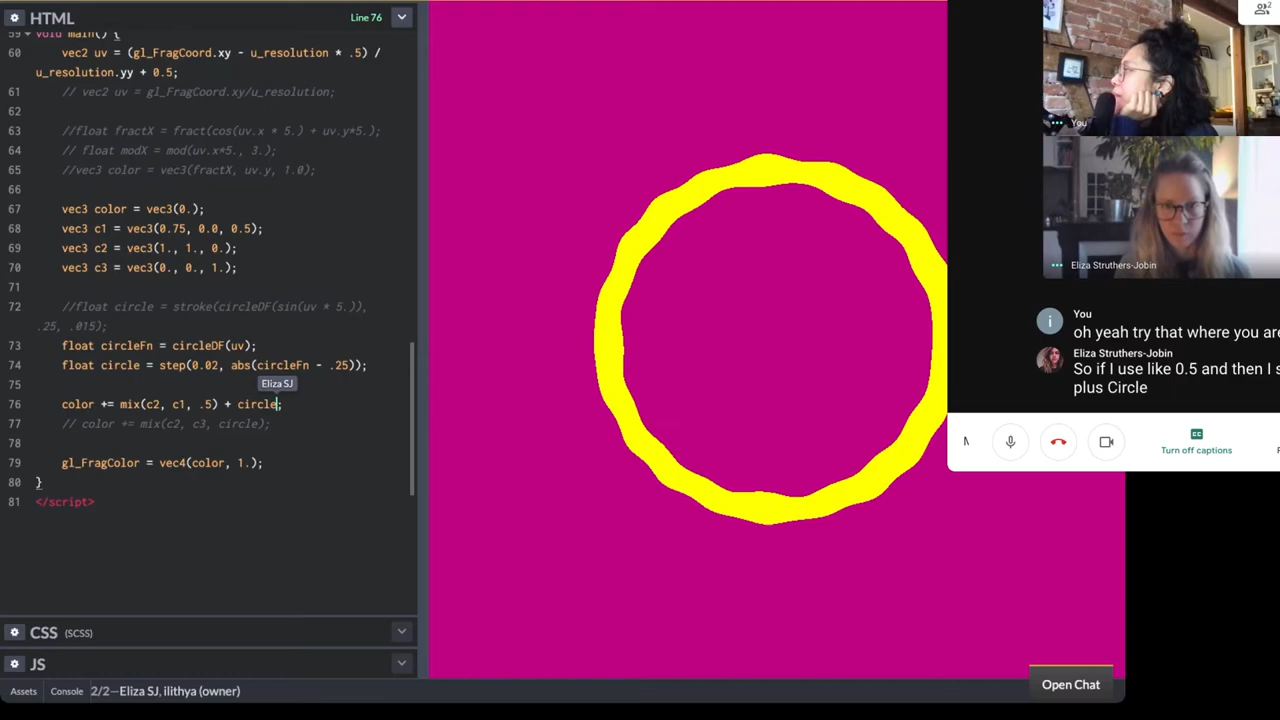 HTML
Line 76
59 void main() {
60 vec2 uv = (gl_FragCoord.xy - u_resolution * .5) /
u_resolution.yy + 0.5;
61 // vec2 uv = gl_FragCoord.xy/u_resolution;
62
63 //float fractX = fract(cos(uv.x * 5.) + uv.y*5.);
64 // float modX = mod(uv.x*5., 3.);
65 //vec3 color = vec3(fractX, uv.y, 1.0);
66
67 vec3 color = vec3(0.);
68 vec3 c1 = vec3(0.75, 0.0, 0.5);
69 vec3 c2 = vec3(1., 1., 0.);
70 vec3 c3 = vec3(0., 0., 1.);
71
72 //float circle = stroke(circleDF(sin(uv * 5.)),
.25, .015);
73 float circleFn = circleDF(uv);
74 float circle = step(0.02, abs(circleFn - .25));
75
Eliza SJ
76 color += mix(c2, c1, .5) + circle;
77 // color += mix(c2, c3, circle);
78
79 gl_FragColor = vec4(color, 1.);
80 }
81 </script>
CSS (SCSS)
JS
Assets Console 2/2—Eliza SJ, ilithya (owner)
2
You
Eliza Struthers-Jobin
i
You
oh yeah try that where you are
Eliza Struthers-Jobin
So if I use like 0.5 and then I s
plus Circle
Turn off captions
Open Chat